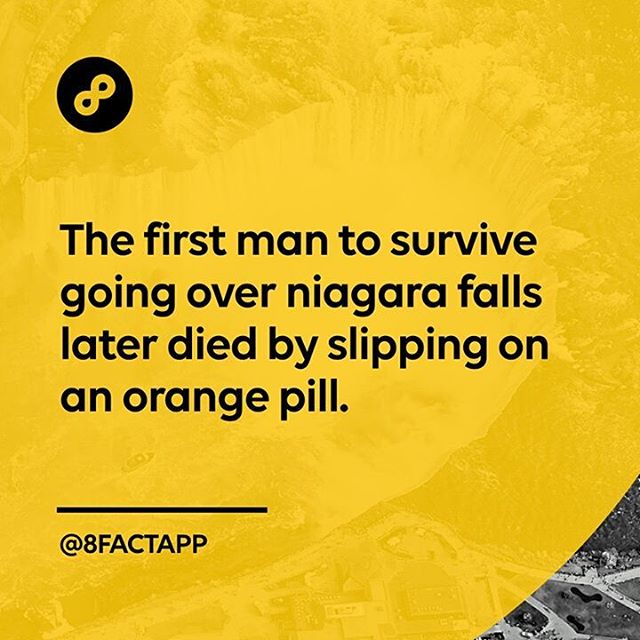 The first man to survive
going over niagara falls
later died by slipping on
an orange pill.
@8FACTAPP